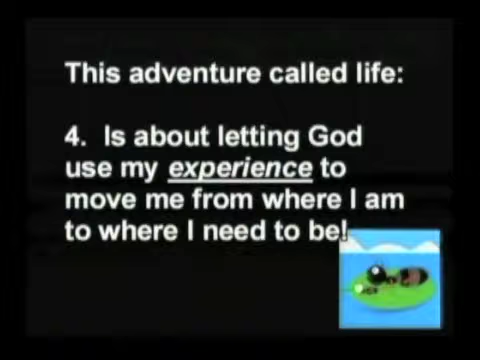 This adventure called life:
4. Is about letting God
use my experience to
move me from where I am
to where I need to be!